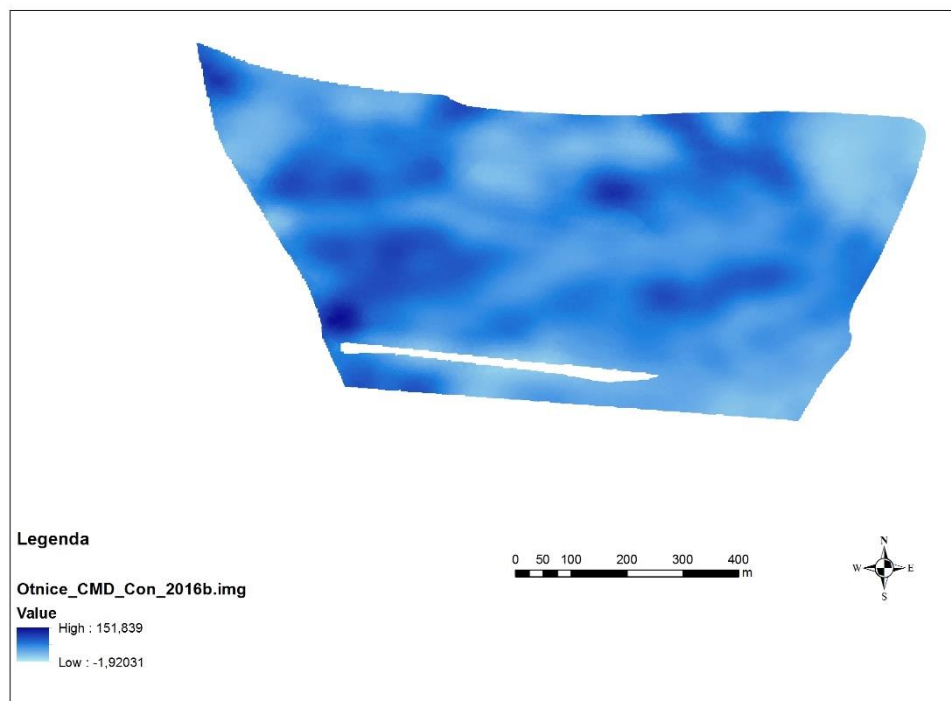 Legenda
Otnice_CMD_Con_2016b.img
Value
High : 151,839
Low : -1,92031
0 50 100 200 300 400
m
N
W E
S